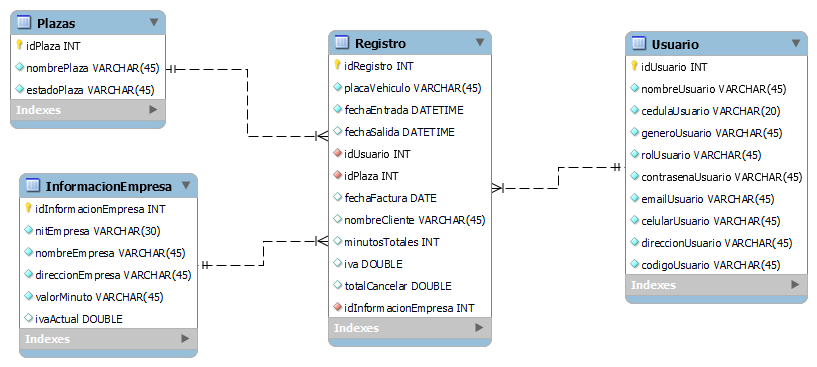 Plazas
idPlaza INT
nombrePlaza VARCHAR(45)
estadoPlaza VARCHAR(45)
Indexes
InformacionEmpresa
idInformacionEmpresa INT
nitEmpresa VARCHAR(30)
nombreEmpresa VARCHAR(45)
direccionEmpresa VARCHAR(45)
valorMinuto VARCHAR(45)
ivaActual DOUBLE
Indexes
Registro
idRegistro INT
placaVehiculo VARCHAR(45)
fechaEntrada DATETIME
fechaSalida DATETIME
idUsuario INT
idPlaza INT
fechaFactura DATE
nombreCliente VARCHAR(45)
minutosTotales INT
iva DOUBLE
totalCancelar DOUBLE
idInformacionEmpresa INT
Indexes
Usuario
idUsuario INT
nombreUsuario VARCHAR(45)
cedulaUsuario VARCHAR(20)
generoUsuario VARCHAR(45)
rolUsuario VARCHAR(45)
contrasenaUsuario VARCHAR(45)
emailUsuario VARCHAR(45)
celularUsuario VARCHAR(45)
direccionUsuario VARCHAR(45)
codigoUsuario VARCHAR(45)
Indexes